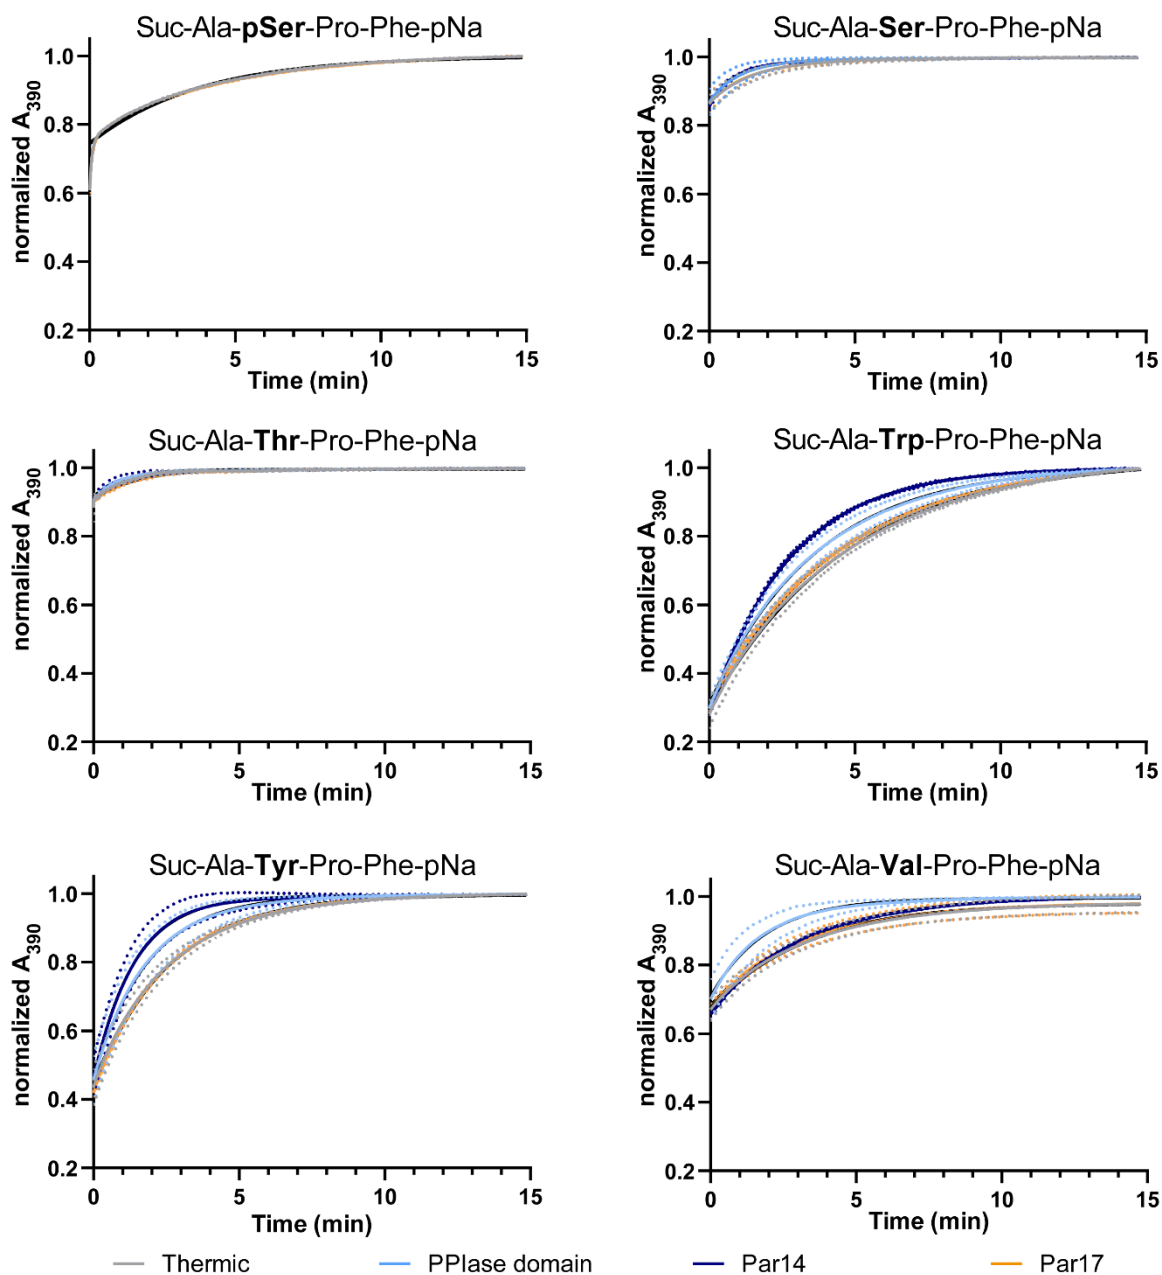 Suc-Ala-pSer-Pro-Phe-pNa
normalized A390
1.0
0.8
0.6
0.4
0.2
0 5 10 15
Time (min)
Suc-Ala-Ser-Pro-Phe-pNa
normalized A390
1.0
0.8
0.6
0.4
0.2
0 5 10 15
Time (min)
Suc-Ala-Thr-Pro-Phe-pNa
normalized A390
1.0
0.8
0.6
0.4
0.2
0 5 10 15
Time (min)
Suc-Ala-Trp-Pro-Phe-pNa
normalized A390
1.0
0.8
0.6
0.4
0.2
0 5 10 15
Time (min)
Suc-Ala-Tyr-Pro-Phe-pNa
normalized A390
1.0
0.8
0.6
0.4
0.2
0 5 10 15
Time (min)
Suc-Ala-Val-Pro-Phe-pNa
normalized A390
1.0
0.8
0.6
0.4
0.2
0 5 10 15
Time (min)
Thermic PPIase domain Par14 Par17